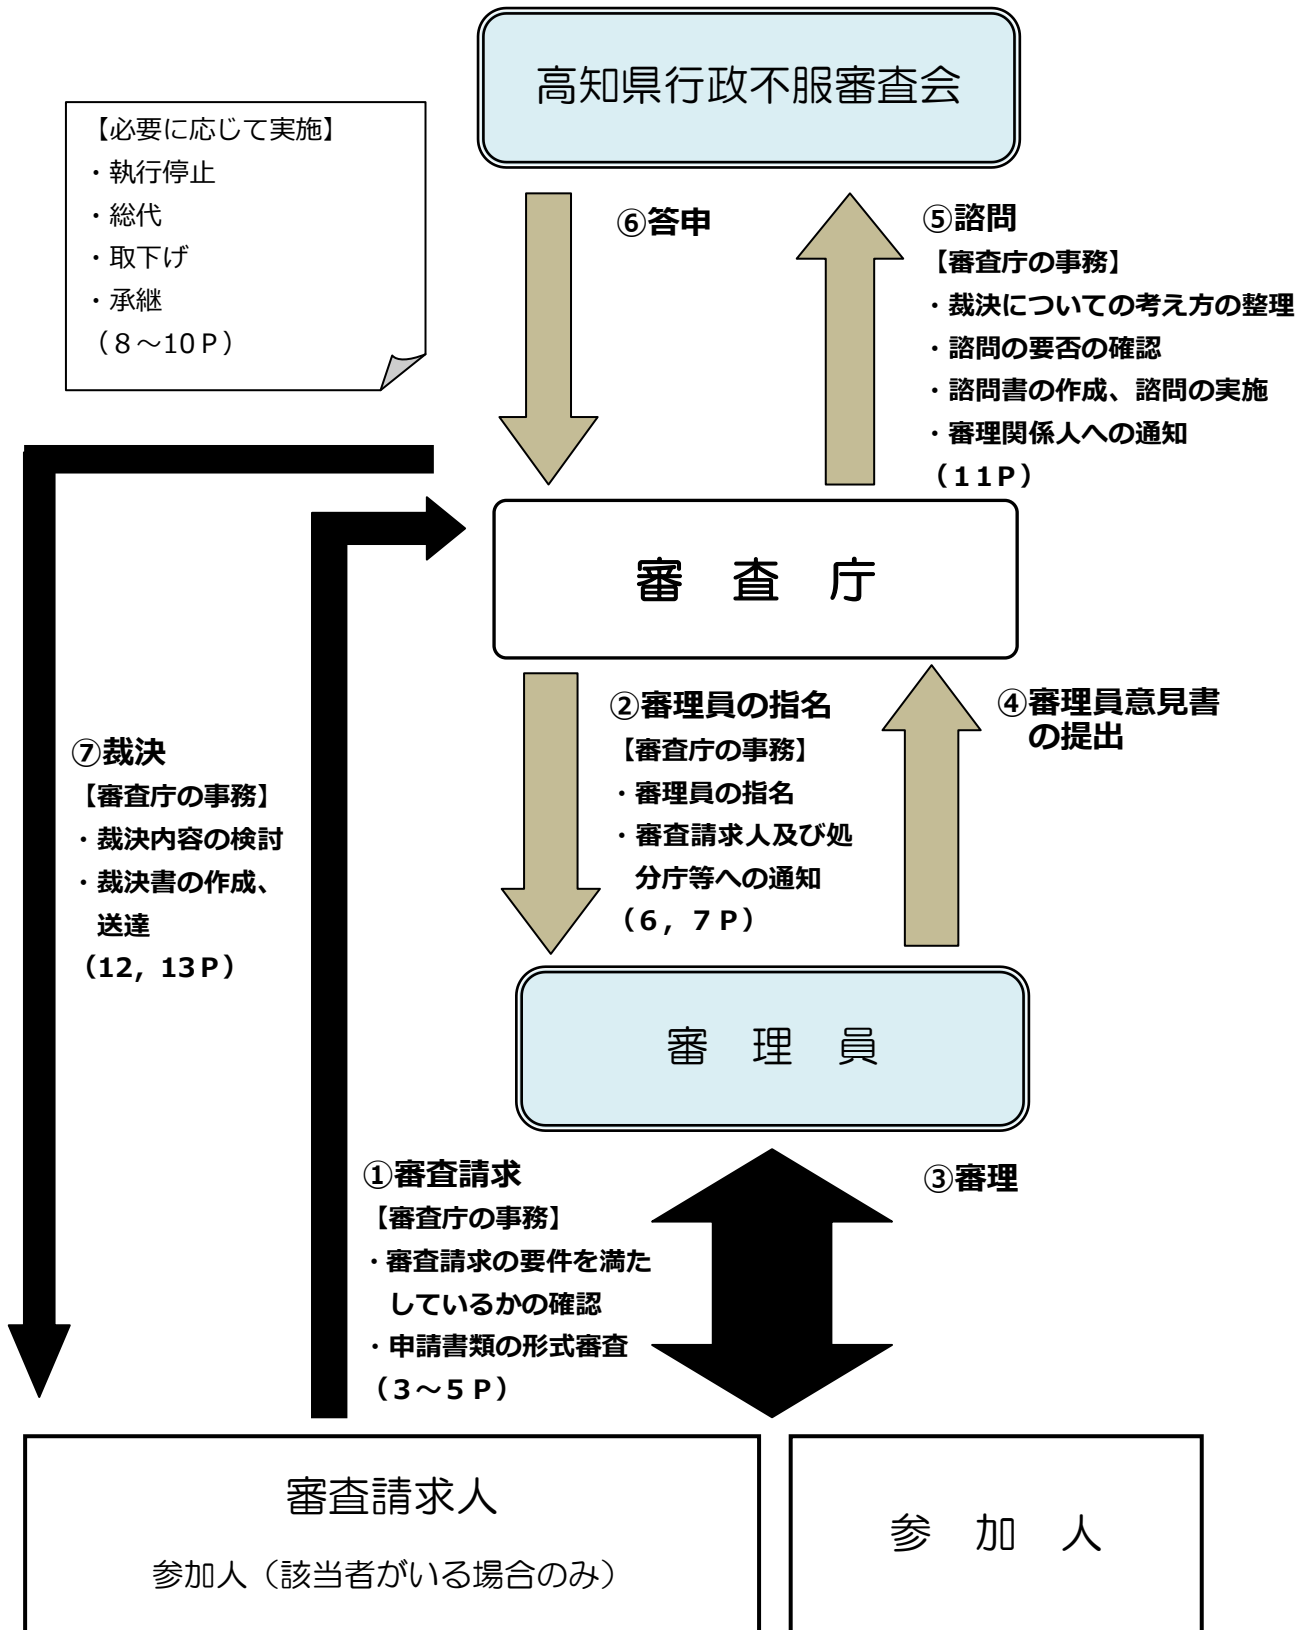 高知県行政不服審査会
【必要に応じて実施】
・執行停止
・総代
・取下げ
・承継
（８～10Ｐ）
⑥答申
⑤諮問
【審査庁の事務】
・裁決についての考え方の整理
・諮問の要否の確認
・諮問書の作成、諮問の実施
・審理関係人への通知
（１１Ｐ）
審　査　庁
②審理員の指名
【審査庁の事務】
・審理員の指名
・審査請求人及び処
分庁等への通知
（６，７Ｐ）
④審理員意見書
の提出
⑦裁決
【審査庁の事務】
・裁決内容の検討
・裁決書の作成、
送達
（12，13Ｐ）
審　理　員
①審査請求
【審査庁の事務】
・審査請求の要件を満た
しているかの確認
・申請書類の形式審査
（３～５Ｐ）
③審理
審査請求人
参加人（該当者がいる場合のみ）
参　加　人